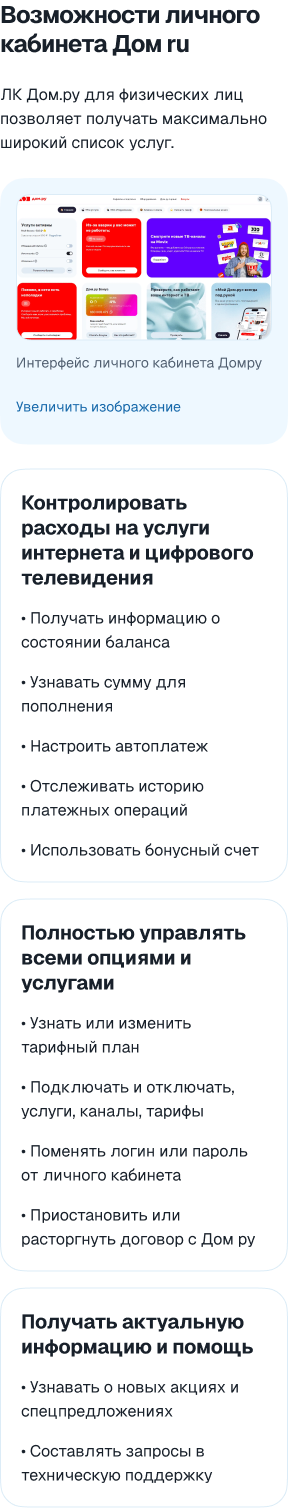 Возможности личного
кабинета Дом ru
ЛК Дом.ру для физических лиц
позволяет получать максимально
широкий список услуг.
Интерфейс личного кабинета Домру
Увеличить изображение
Контролировать
расходы на услуги
интернета и цифрового
телевидения
• Получать информацию о
состоянии баланса
• Узнавать сумму для
пополнения
• Настроить автоплатеж
• Отслеживать историю
платежных операций
• Использовать бонусный счет
Полностью управлять
всеми опциями и
услугами
• Узнать или изменить
тарифный план
• Подключать и отключать,
услуги, каналы, тарифы
• Поменять логин или пароль
от личного кабинета
• Приостановить или
расторгнуть договор с Дом ру
Получать актуальную
информацию и помощь
• Узнавать о новых акциях и
спецпредложениях
• Составлять запросы в
техническую поддержку